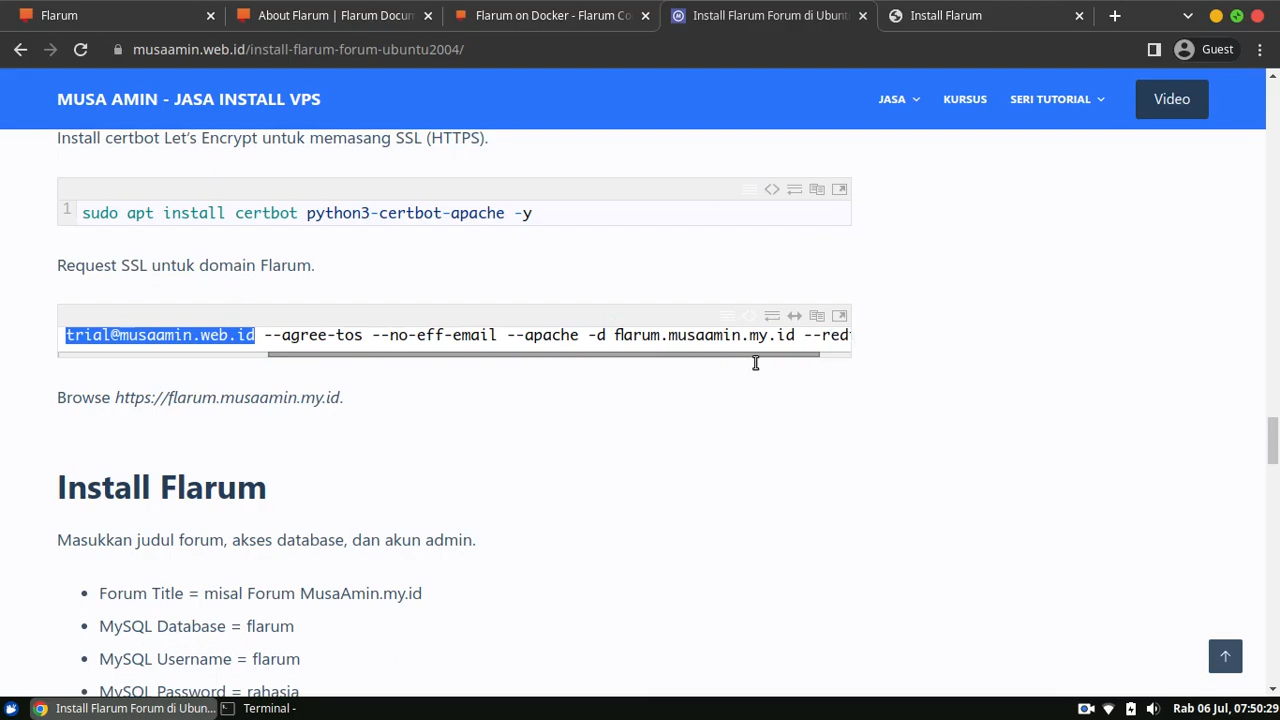 Flarum
About Flarum | Flarum Docum
Flarum on Docker - Flarum Co
Install Flarum Forum di Ubunt
Install Flarum
musaamin.web.id/install-flarum-forum-ubuntu2004/
Guest
MUSA AMIN - JASA INSTALL VPS
JASA
KURSUS
SERI TUTORIAL
Video
Install certbot Let's Encrypt untuk memasang SSL (HTTPS).
1 sudo apt install certbot python3-certbot-apache -y
Request SSL untuk domain Flarum.
trial@musaamin.web.id --agree-tos --no-eff-email --apache -d flarum.musaamin.my.id --redi
Browse https://flarum.musaamin.my.id.
Install Flarum
Masukkan judul forum, akses database, dan akun admin.
• Forum Title = misal Forum MusaAmin.my.id
• MySQL Database = flarum
• MySQL Username = flarum
• MySQL Password = rahasia
Install Flarum Forum di Ubun...
Terminal -
Rab 06 Jul, 07:50:29